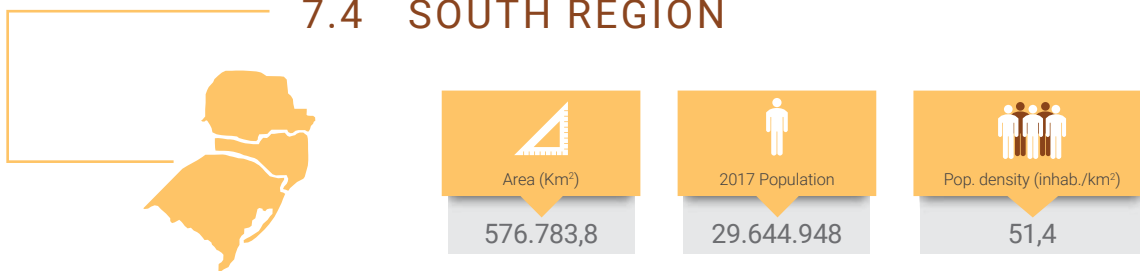 7.4 SOUTH REGION
Area (Km²)
576.783,8
2017 Population
29.644.948
Pop. density (inhab./km²)
51,4